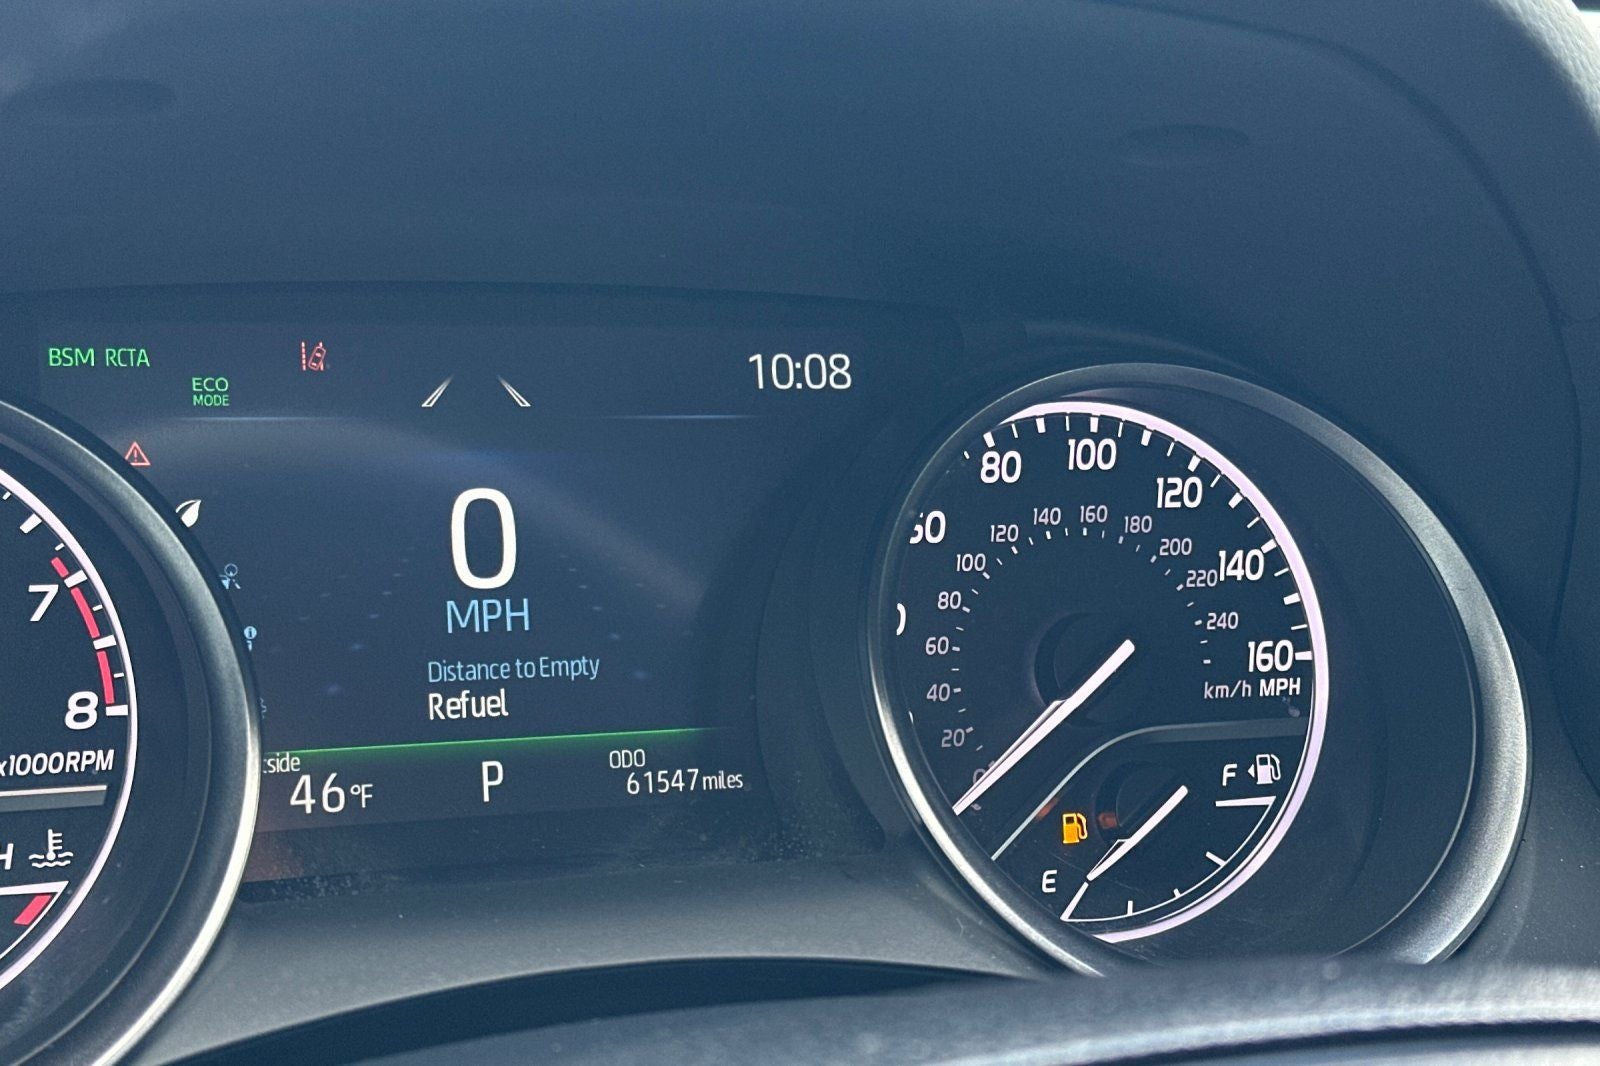 BSM RCTA
ECO
MODE
10:08
0
MPH
Distance to Empty
Refuel
46°F
P
ODO
61547 miles
7
8
x1000RPM
H
80
100
120
140
160
km/h MPH
20
40
60
80
100
120
140
160
180
200
220
240
F
E